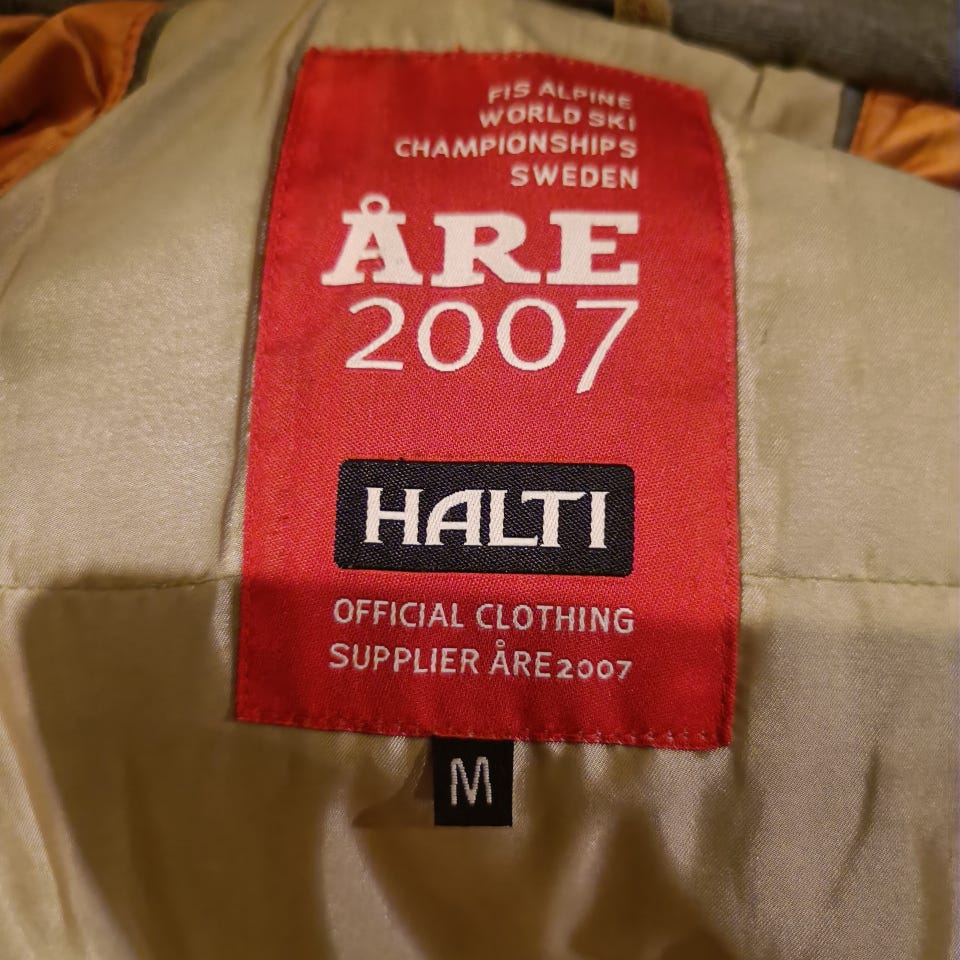 FIS ALPINE
WORLD SKI
CHAMPIONSHIPS
SWEDEN
ÅRE
2007
HALTI
OFFICIAL CLOTHING
SUPPLIER ÅRE2007
M